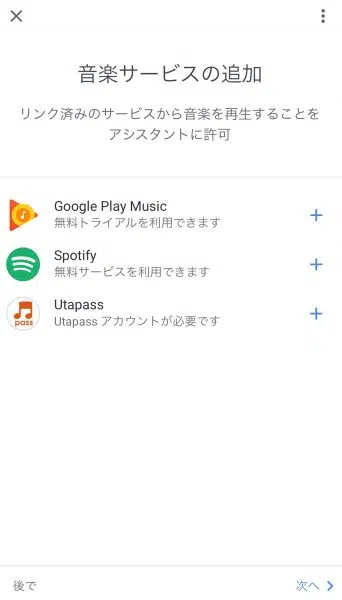 音楽サービスの追加
リンク済みのサービスから音楽を再生することを
アシスタントに許可
Google Play Music
無料トライアルを利用できます
Spotify
無料サービスを利用できます
Utapass
pass
Utapass アカウントが必要です
後で
次へ